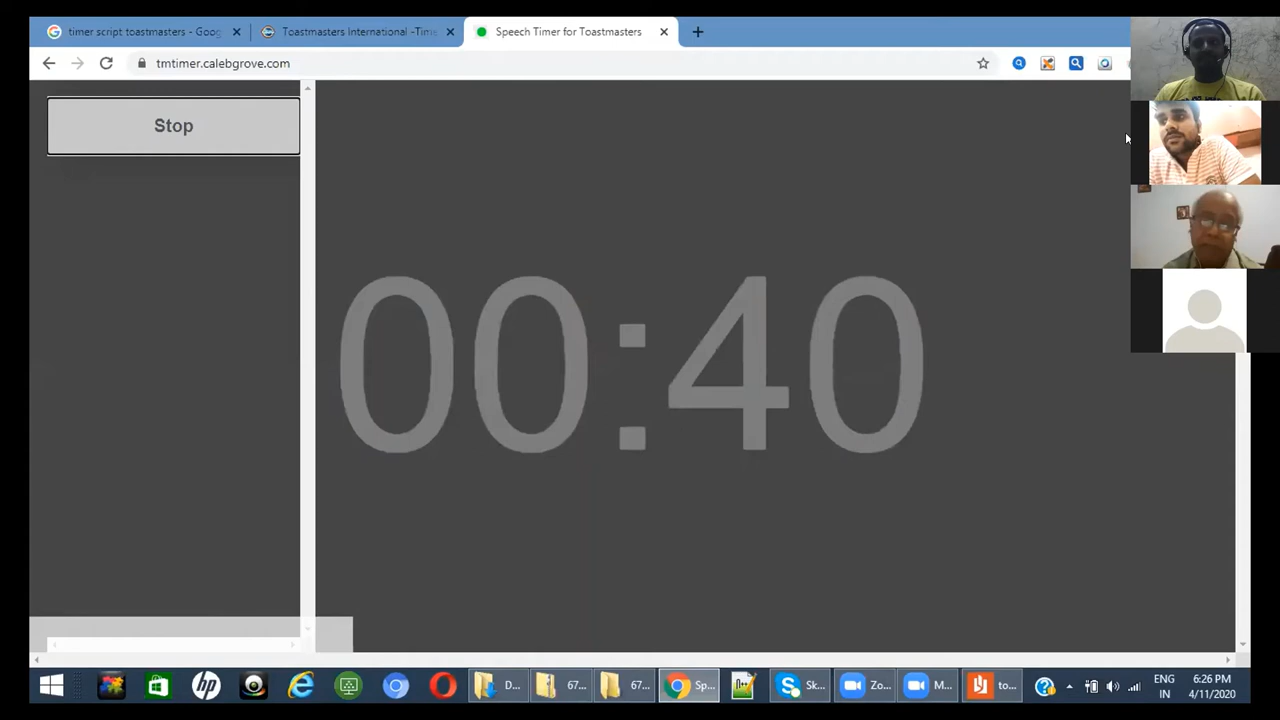 timer script toastmasters - Goog
Toastmasters International -Time
Speech Timer for Toastmasters
tmtimer.calebgrove.com
Stop
00:40
D...
67...
67...
Sp...
Sk...
Zo...
M...
to...
ENG
IN
6:26 PM
4/11/2020